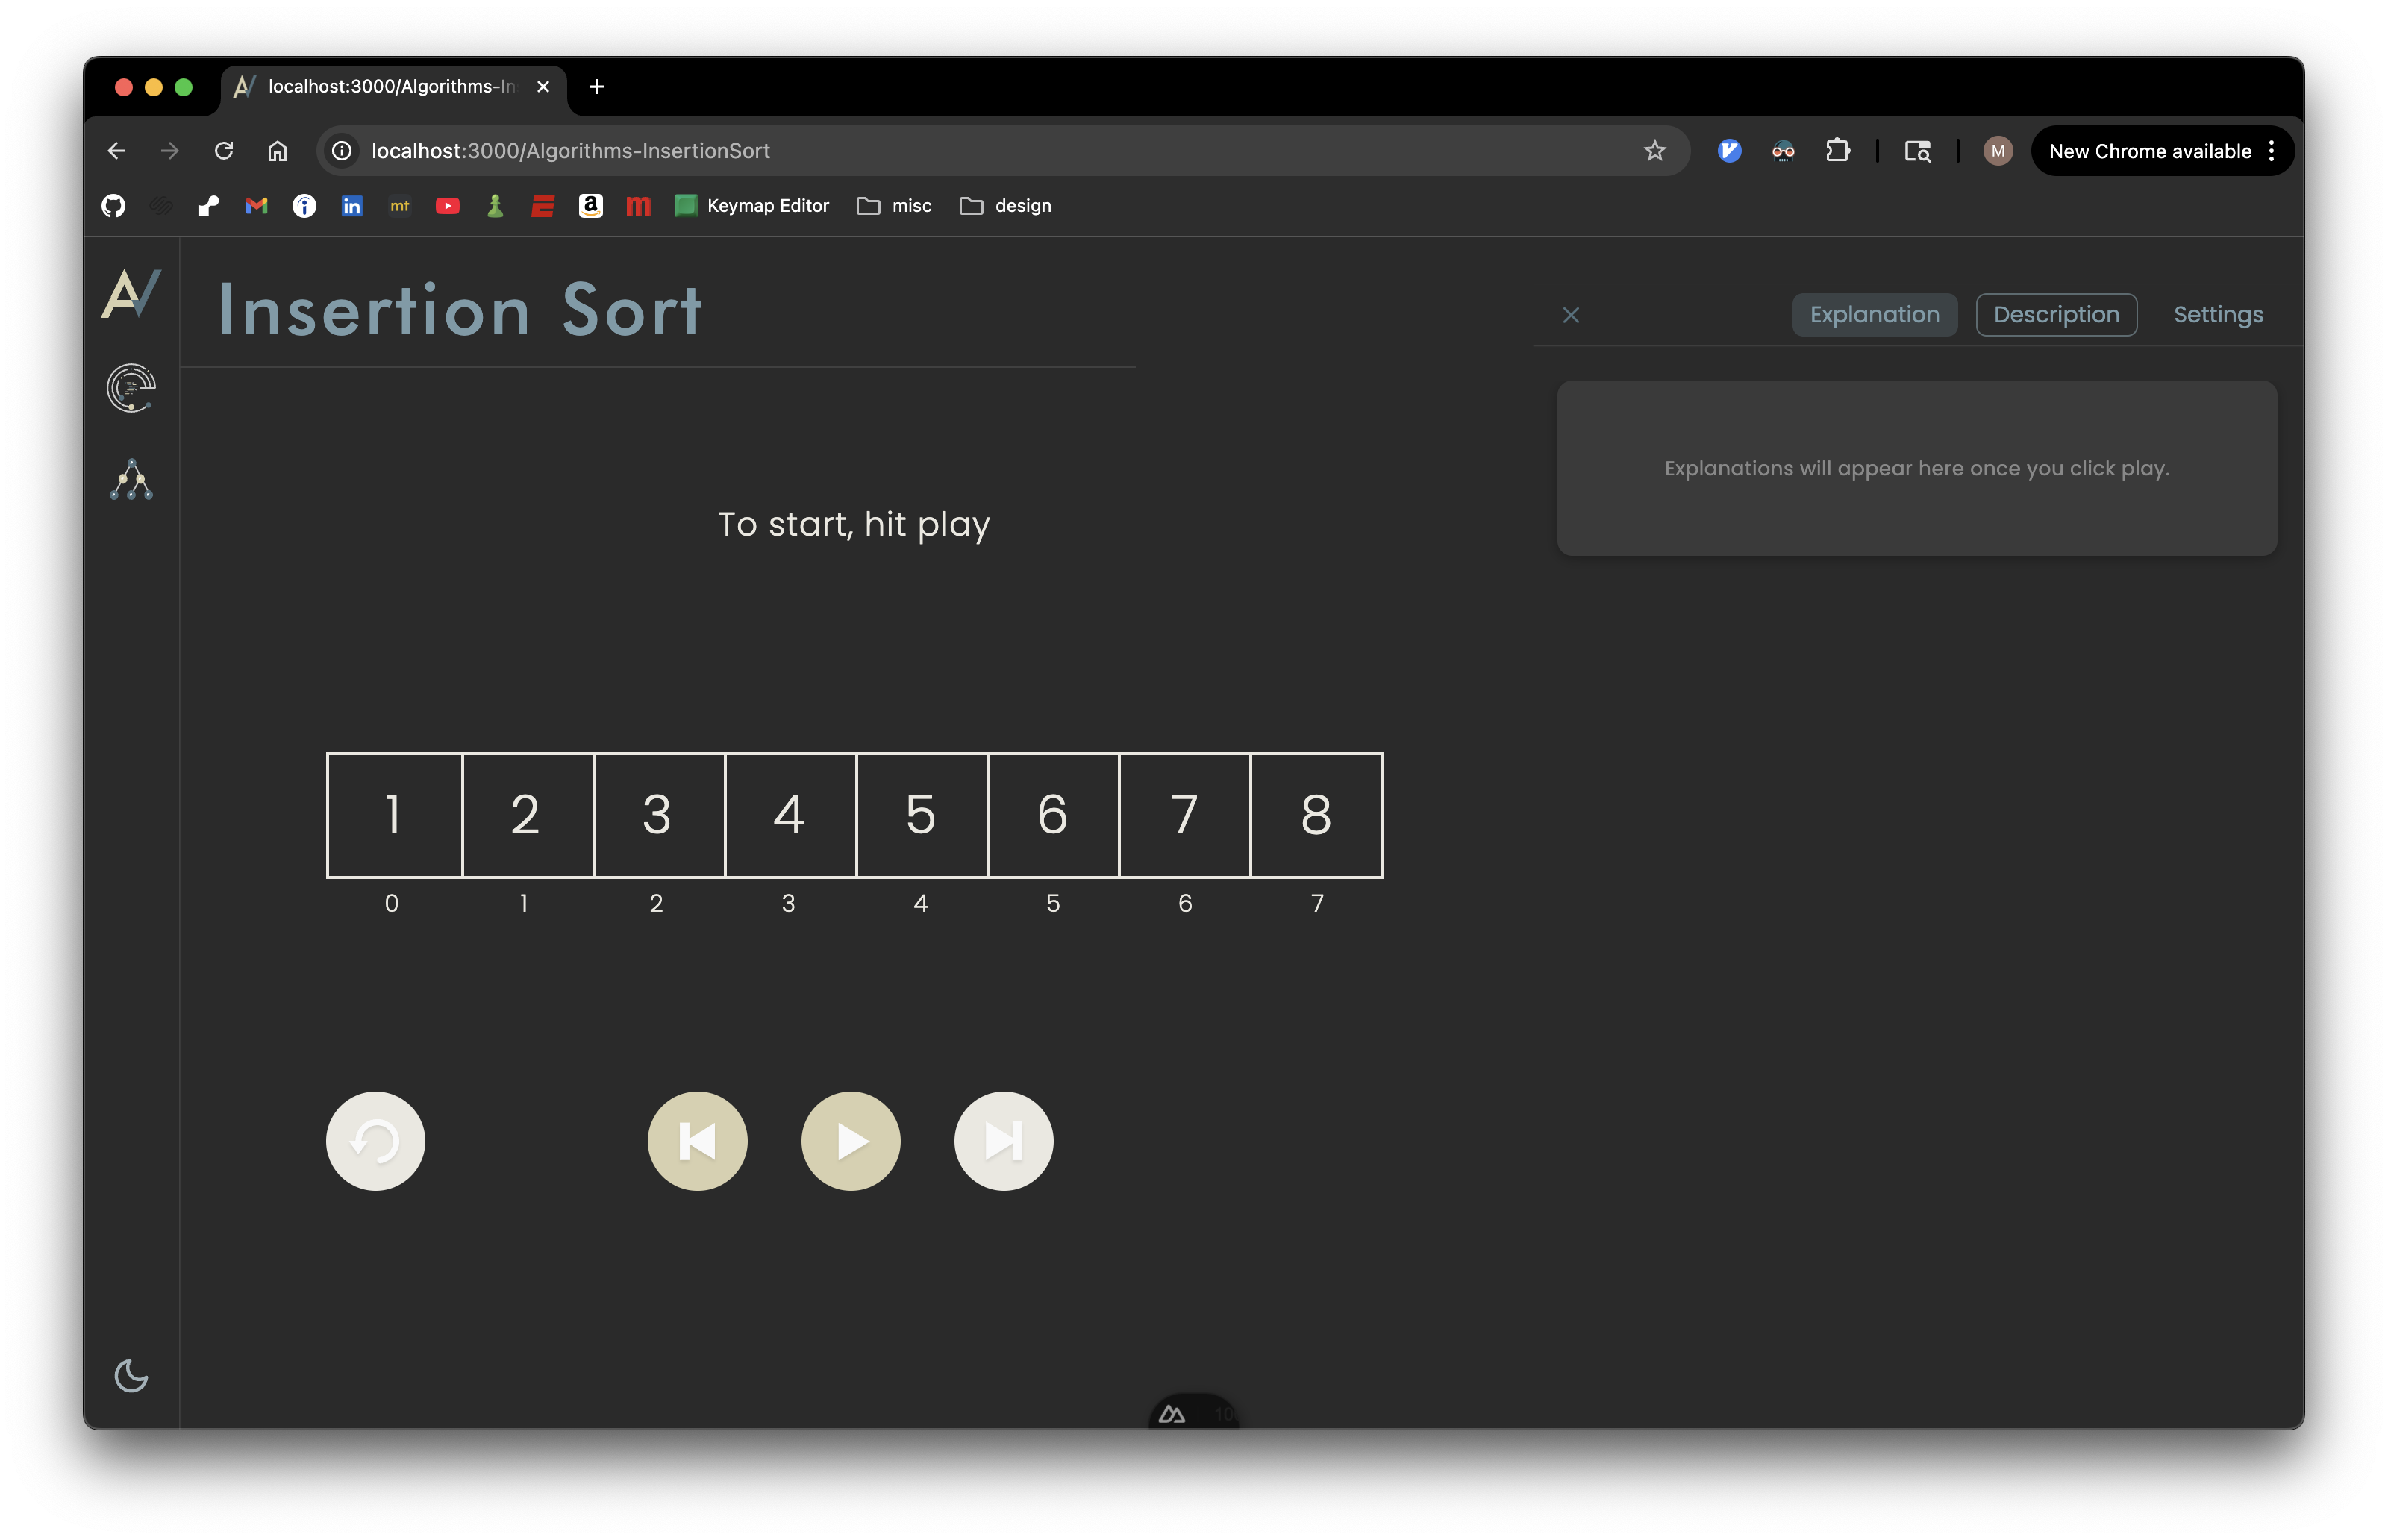 localhost:3000/Algorithms-In
localhost:3000/Algorithms-InsertionSort
M
New Chrome available
in
mt
a
m
Keymap Editor
misc
design
Insertion Sort
Explanation
Description
Settings
Explanations will appear here once you click play.
To start, hit play
1 2 3 4 5 6 7 8
0 1 2 3 4 5 6 7